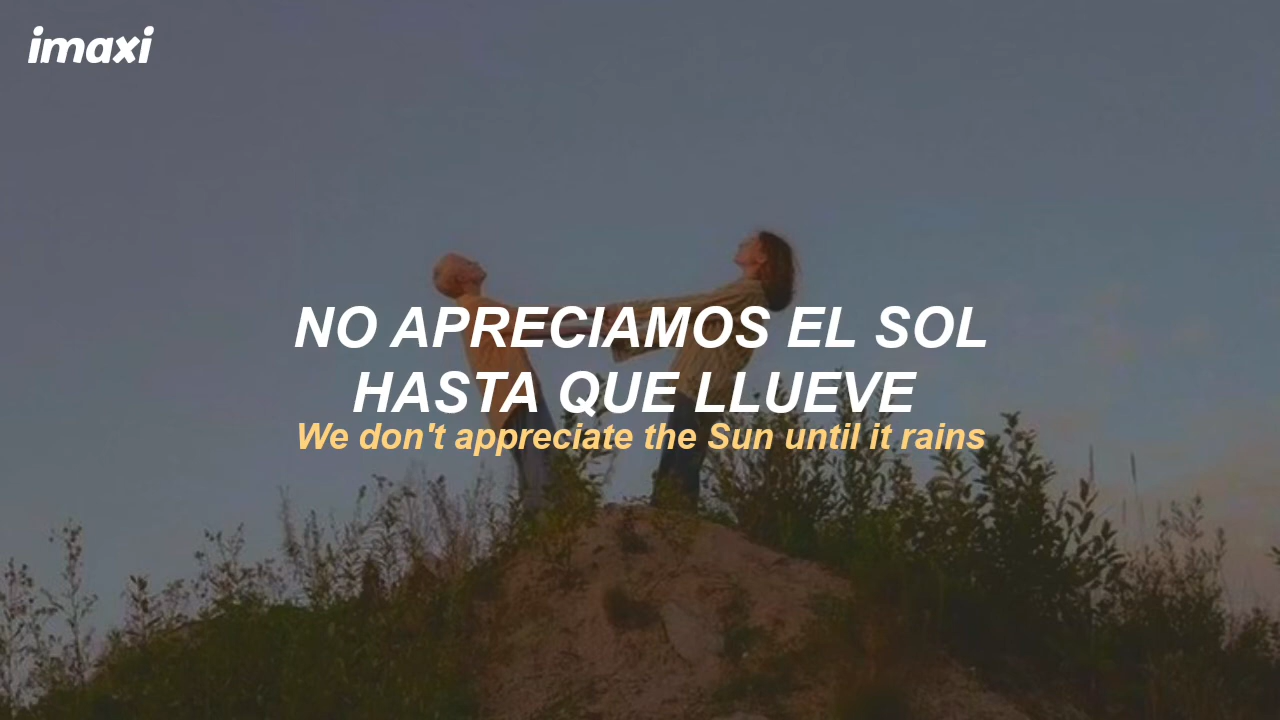 imaxi
NO APRECIAMOS EL SOL
HASTA QUE LLUEVE
We don't appreciate the Sun until it rains